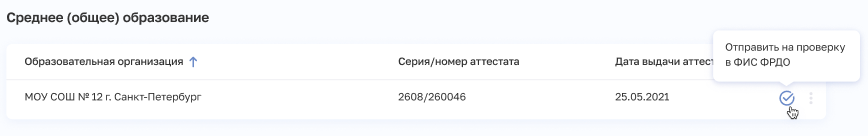 Среднее (общее) образование
Отправить на проверку
в ФИС ФРДО
Образовательная организация Серия/номер аттестата Дата выдачи аттест
МОУ СОШ № 12 г. Санкт-Петербург 2608/260046 25.05.2021